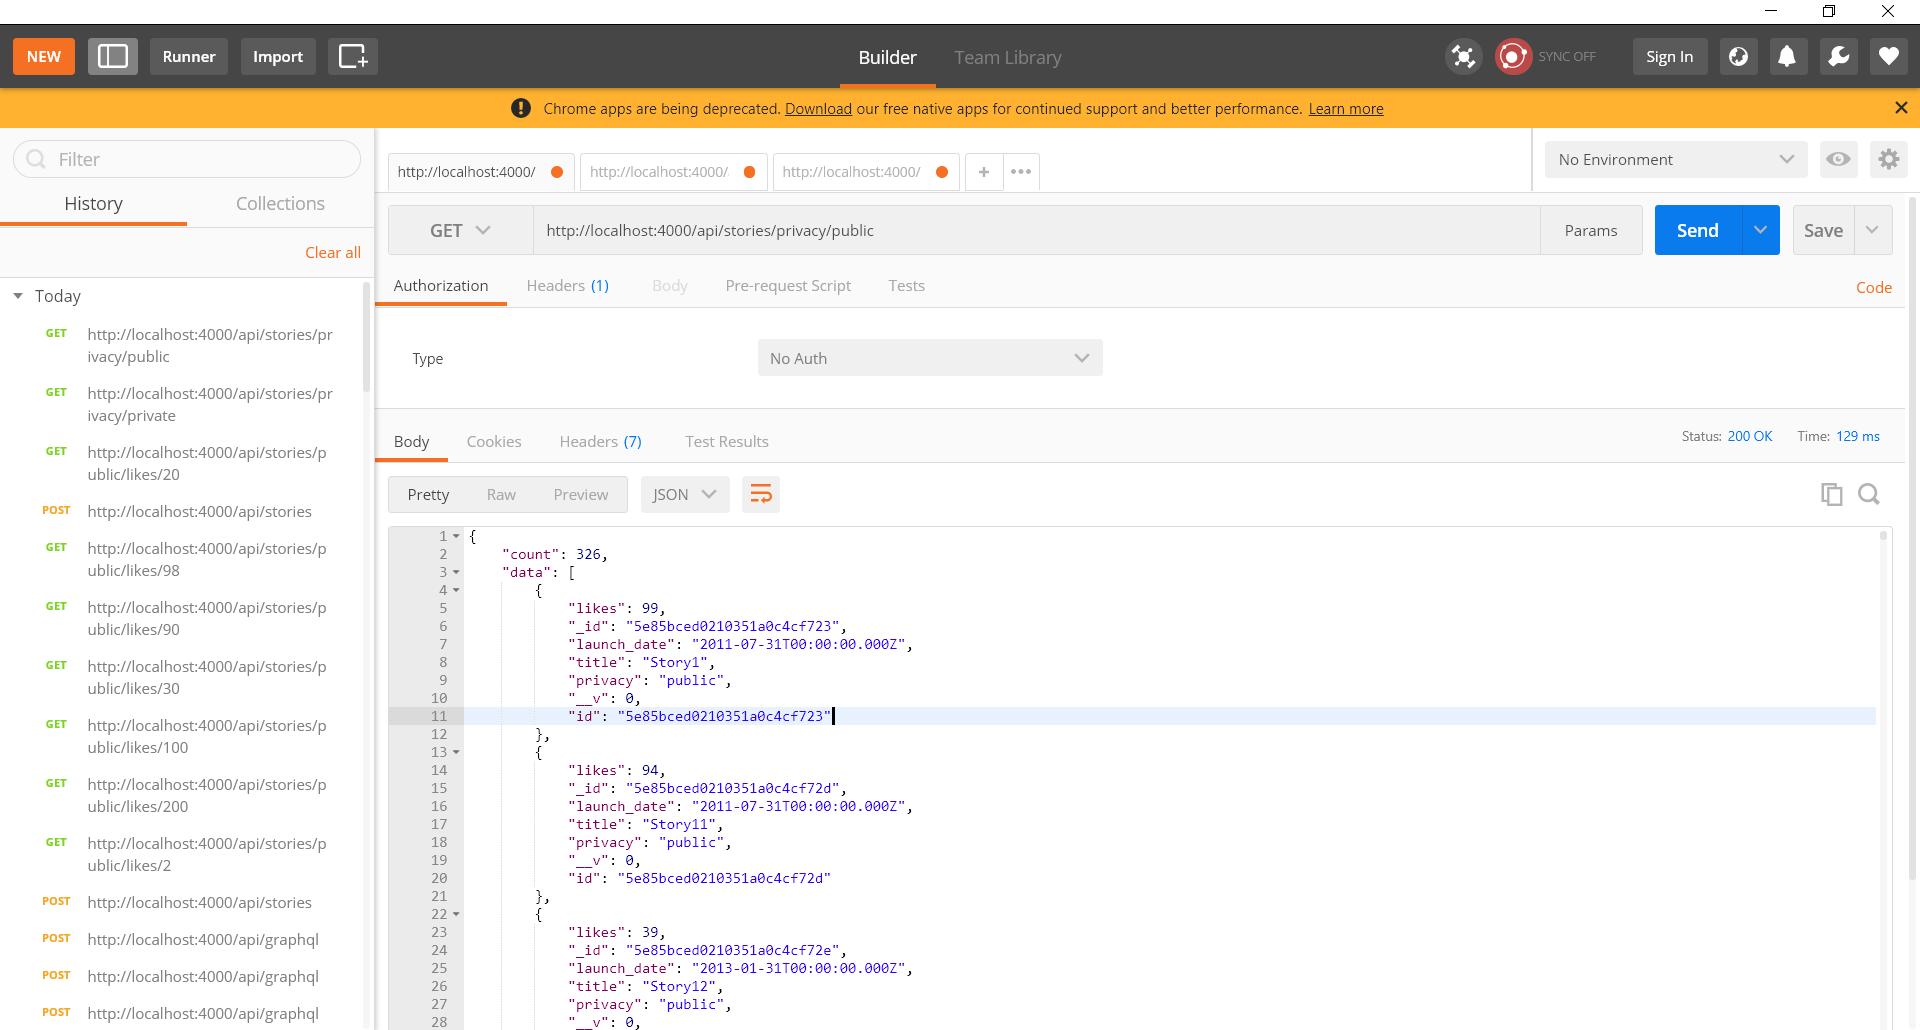 NEW
Runner
Import
Builder
Team Library
SYNC OFF
Sign In
Chrome apps are being deprecated. Download our free native apps for continued support and better performance. Learn more
Filter
History
Collections
Clear all
Today
GET http://localhost:4000/api/stories/pr
ivacy/public
GET http://localhost:4000/api/stories/pr
ivacy/private
GET http://localhost:4000/api/stories/p
ublic/likes/20
POST http://localhost:4000/api/stories
GET http://localhost:4000/api/stories/p
ublic/likes/98
GET http://localhost:4000/api/stories/p
ublic/likes/90
GET http://localhost:4000/api/stories/p
ublic/likes/30
GET http://localhost:4000/api/stories/p
ublic/likes/100
GET http://localhost:4000/api/stories/p
ublic/likes/200
GET http://localhost:4000/api/stories/p
ublic/likes/2
POST http://localhost:4000/api/stories
POST http://localhost:4000/api/graphql
POST http://localhost:4000/api/graphql
POST http://localhost:4000/api/graphql
http://localhost:4000/
http://localhost:4000/
http://localhost:4000/
No Environment
GET
http://localhost:4000/api/stories/privacy/public
Params
Send
Save
Authorization
Headers (1)
Body
Pre-request Script
Tests
Code
Type
No Auth
Body
Cookies
Headers (7)
Test Results
Status: 200 OK
Time: 129 ms
Pretty
Raw
Preview
JSON
1 {
2 "count": 326,
3 "data": [
4 {
5 "likes": 99,
6 "_id": "5e85bced0210351a0c4cf723",
7 "launch_date": "2011-07-31T00:00:00.000Z",
8 "title": "Story1",
9 "privacy": "public",
10 "__v": 0,
11 "id": "5e85bced0210351a0c4cf723"
12 },
13 {
14 "likes": 94,
15 "_id": "5e85bced0210351a0c4cf72d",
16 "launch_date": "2011-07-31T00:00:00.000Z",
17 "title": "Story11",
18 "privacy": "public",
19 "__v": 0,
20 "id": "5e85bced0210351a0c4cf72d"
21 },
22 {
23 "likes": 39,
24 "_id": "5e85bced0210351a0c4cf72e",
25 "launch_date": "2013-01-31T00:00:00.000Z",
26 "title": "Story12",
27 "privacy": "public",
28 "__v": 0,